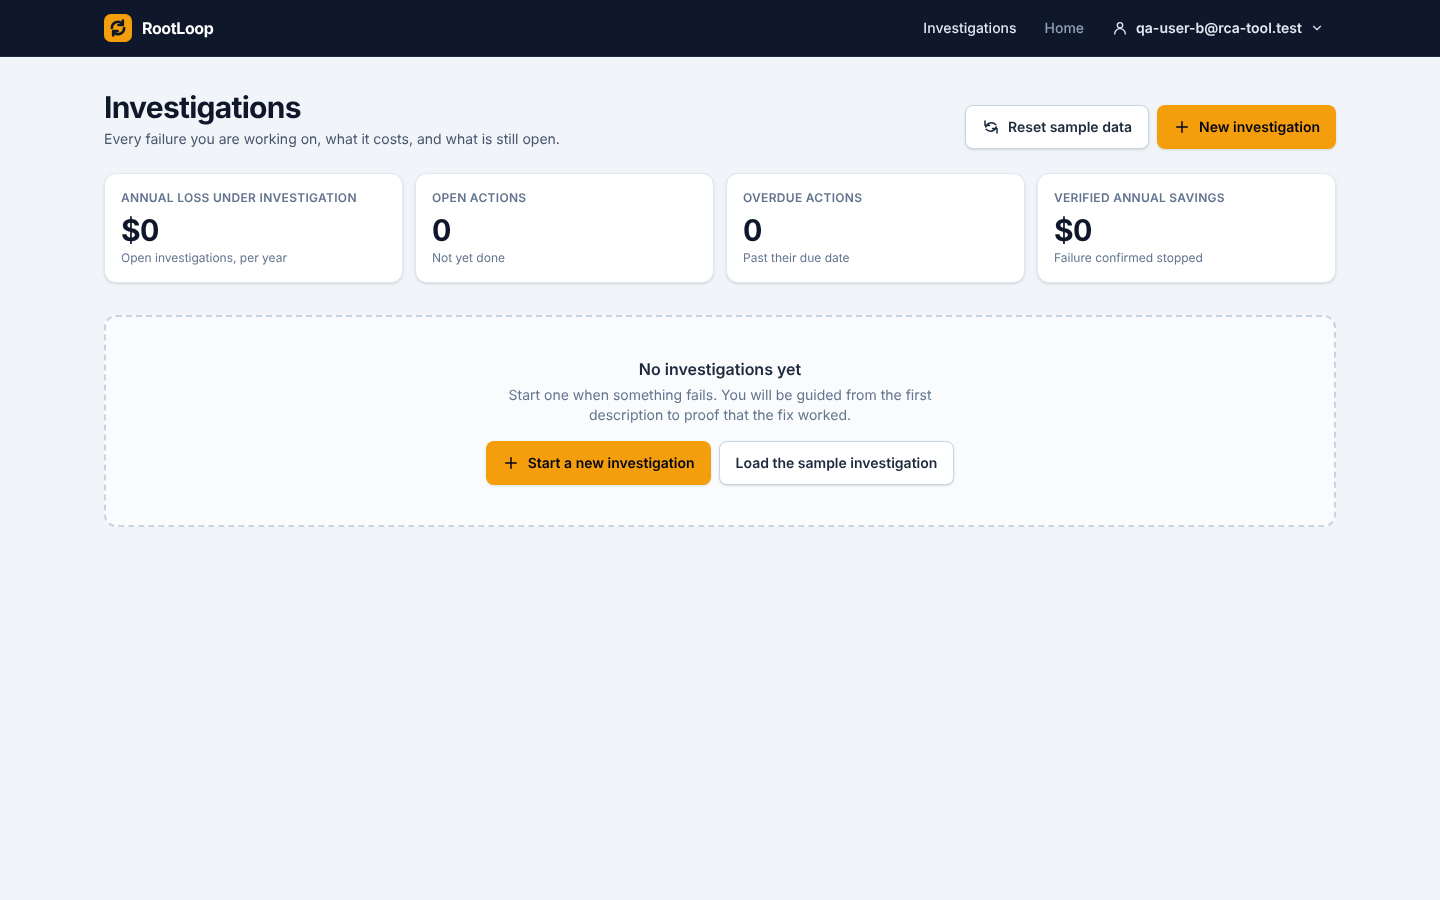 RootLoop
Investigations
Home
qa-user-b@rca-tool.test
Investigations
Every failure you are working on, what it costs, and what is still open.
Reset sample data
New investigation
ANNUAL LOSS UNDER INVESTIGATION
$0
Open investigations, per year
OPEN ACTIONS
0
Not yet done
OVERDUE ACTIONS
0
Past their due date
VERIFIED ANNUAL SAVINGS
$0
Failure confirmed stopped
No investigations yet
Start one when something fails. You will be guided from the first
description to proof that the fix worked.
Start a new investigation
Load the sample investigation